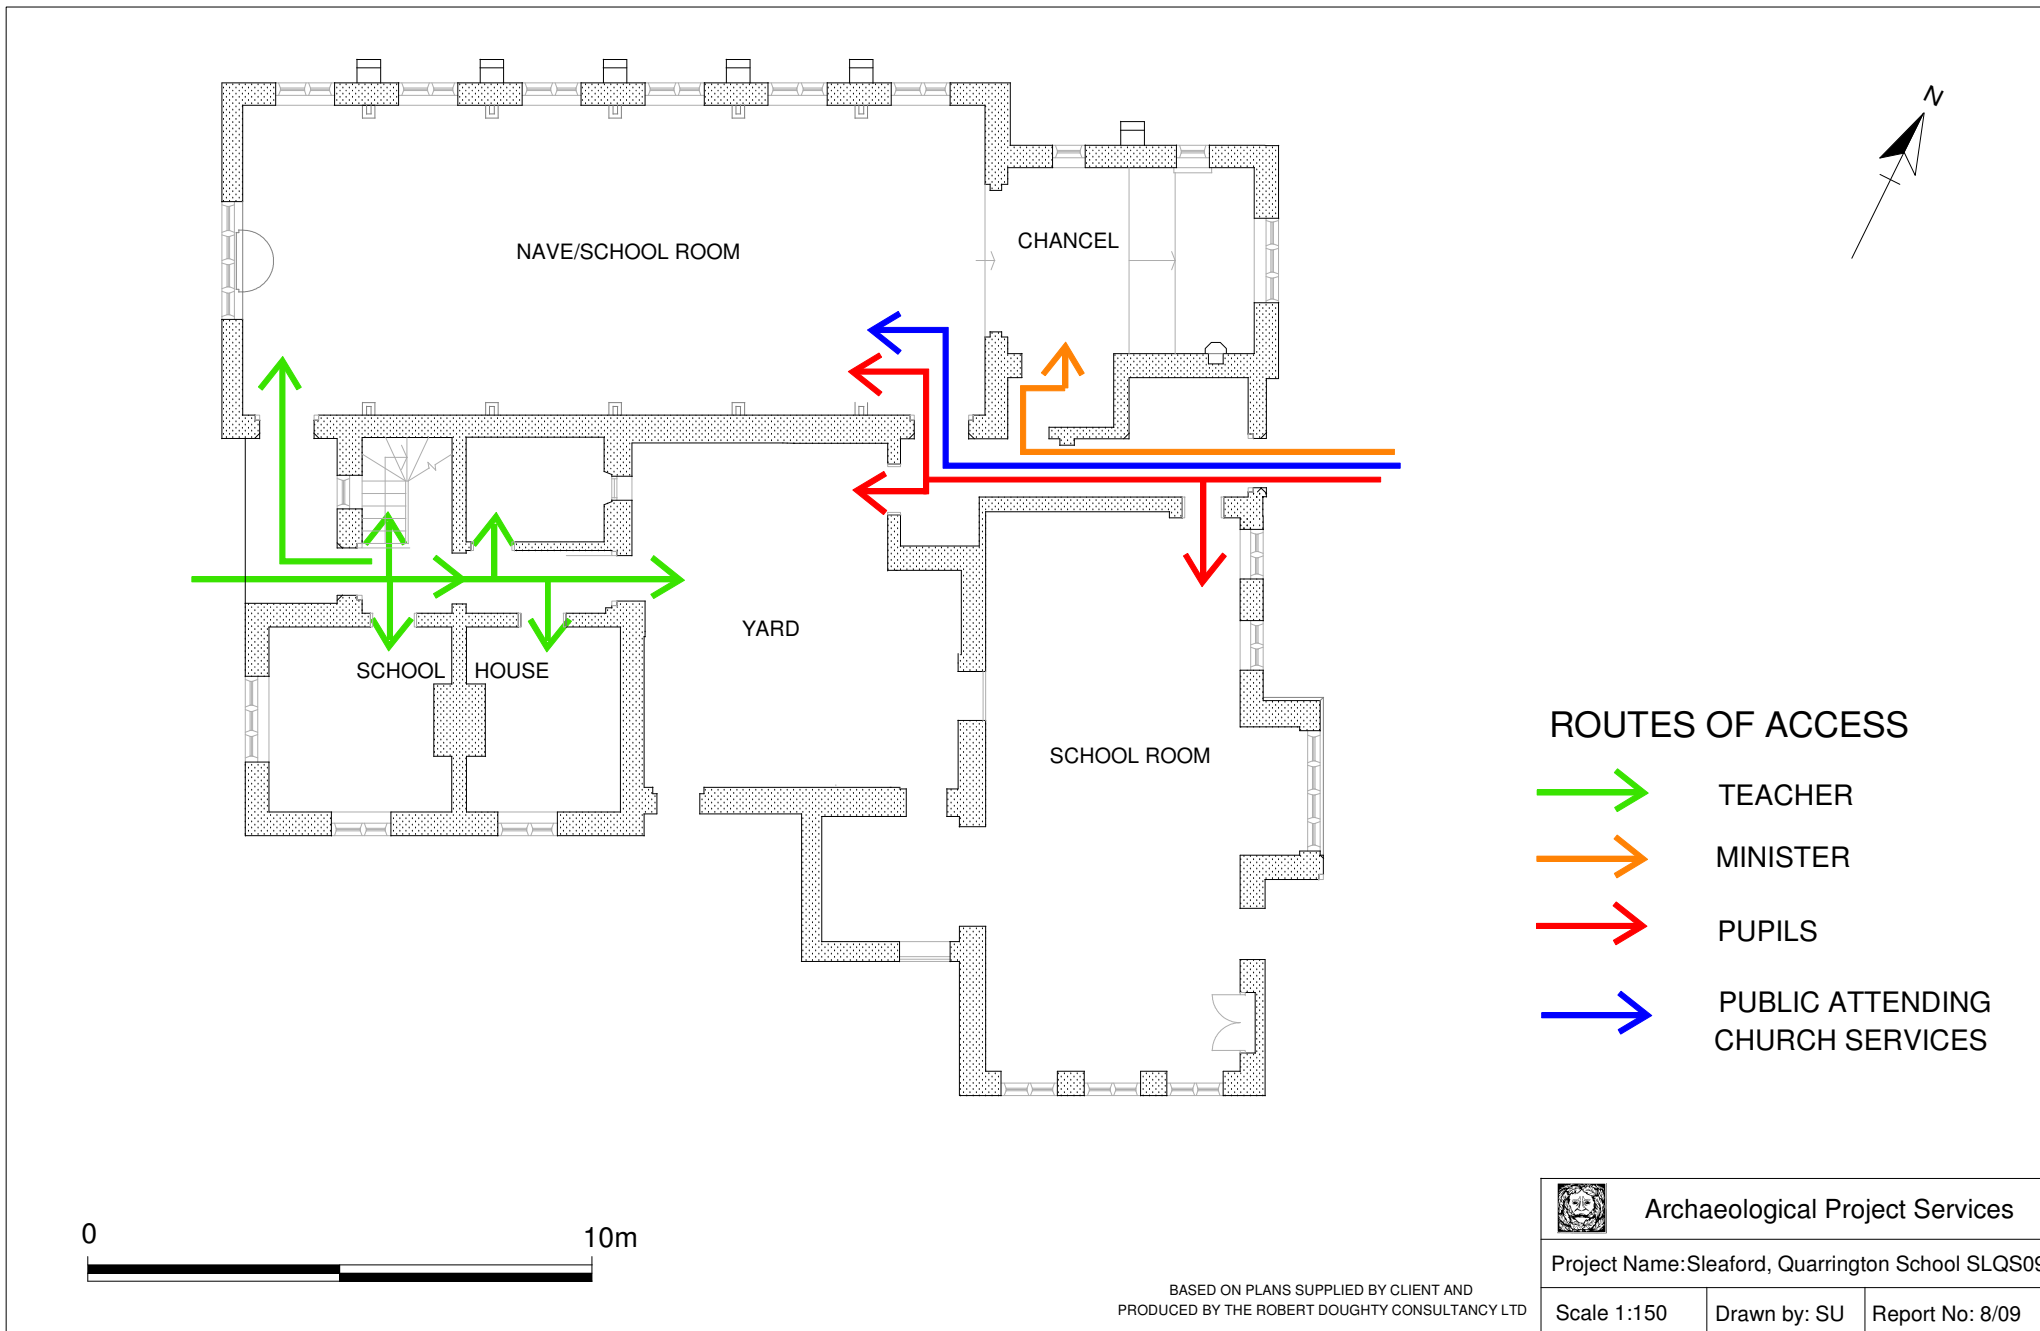 N
NAVE/SCHOOL ROOM
CHANCEL
YARD
SCHOOL HOUSE
SCHOOL ROOM
ROUTES OF ACCESS
TEACHER
MINISTER
PUPILS
PUBLIC ATTENDING
CHURCH SERVICES
0 10m
BASED ON PLANS SUPPLIED BY CLIENT AND
PRODUCED BY THE ROBERT DOUGHTY CONSULTANCY LTD
Archaeological Project Services
Project Name:Sleaford, Quarrington School SLQS09
Scale 1:150 Drawn by: SU Report No: 8/09